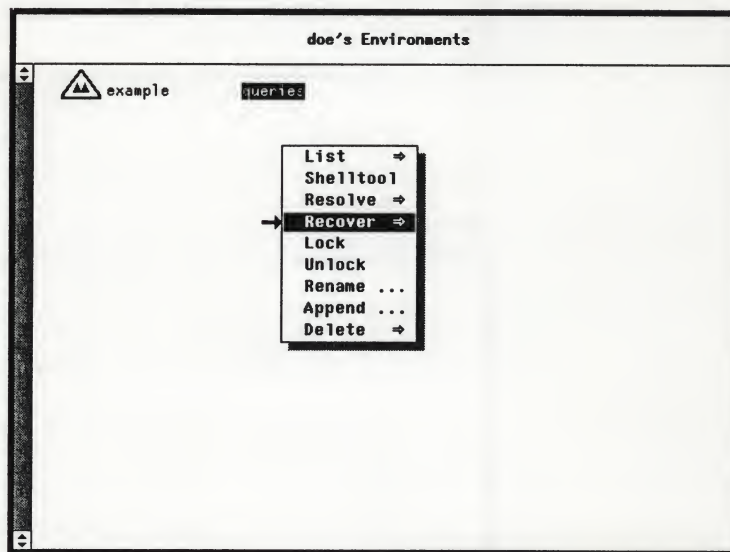 doe's Environments
example queries
List ⇒
Shelltool
Resolve ⇒
Recover ⇒
Lock
Unlock
Rename ...
Append ...
Delete ⇒